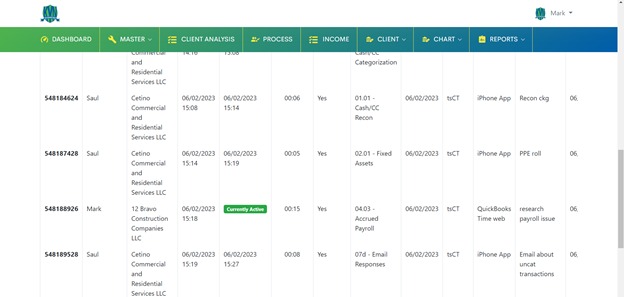 Mark
DASHBOARD MASTER CLIENT ANALYSIS PROCESS INCOME CLIENT CHART REPORTS
Commercial 14:16 15:08 Cash/CC
and Categorization
Residential
Services LLC
548184624 Saul Cetino 06/02/2023 06/02/2023 00:06 Yes 01.01 - 06/02/2023 tsCT iPhone App Recon ckg 06,
Commercial 15:08 15:14 Cash/CC
and Recon
Residential
Services LLC
548187428 Saul Cetino 06/02/2023 06/02/2023 00:05 Yes 02.01 - Fixed 06/02/2023 tsCT iPhone App PPE roll 06,
Commercial 15:14 15:19 Assets
and
Residential
Services LLC
548188926 Mark 12 Bravo 06/02/2023 Currently Active 00:15 Yes 04.03 - 06/02/2023 tsCT QuickBooks research 06,
Construction 15:18 Accrued Time web payroll issue
Companies Payroll
LLC
548189528 Saul Cetino 06/02/2023 06/02/2023 00:08 Yes 07d - Email 06/02/2023 tsCT iPhone App Email about 06,
Commercial 15:19 15:27 Responses uncat
and transactions
Residential
Services LLC